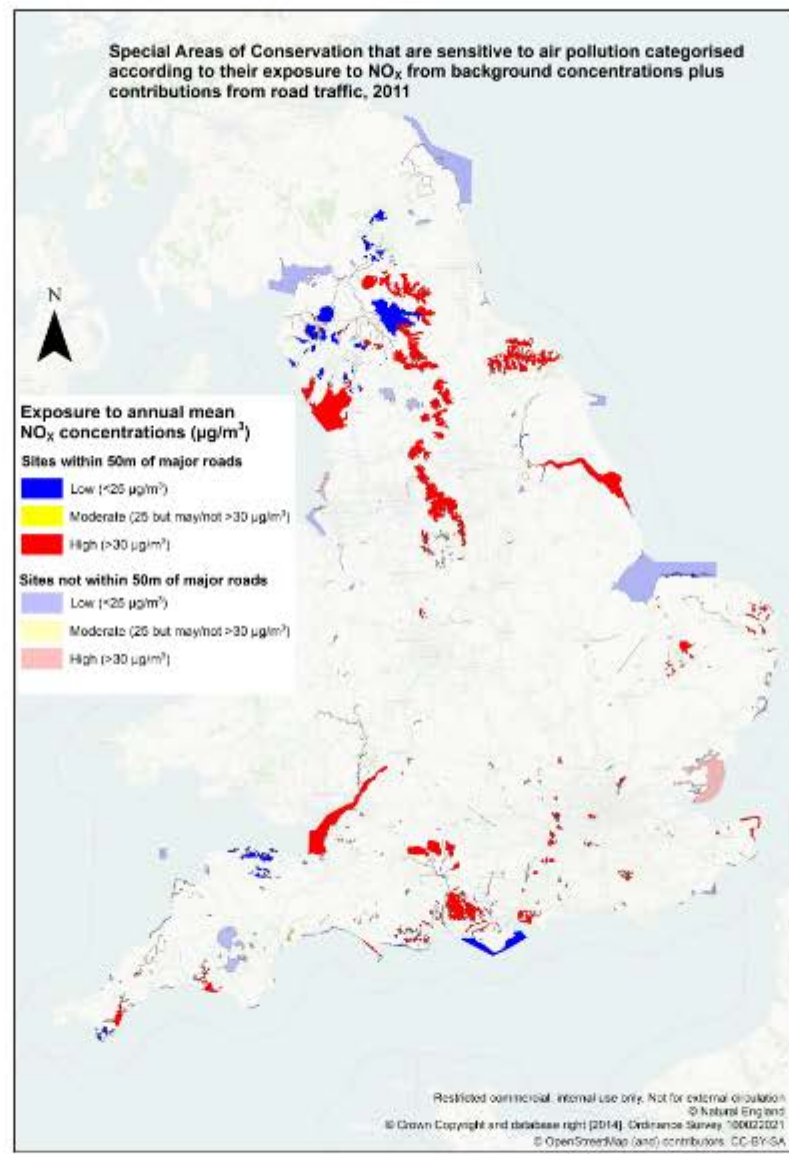 Special Areas of Conservation that are sensitive to air pollution categorised
according to their exposure to NOX from background concentrations plus
contributions from road traffic, 2011
N
Exposure to annual mean
NOX concentrations (µg/m³)
Sites within 50m of major roads
Low (<25 µg/m³)
Moderate (25 but may/not >30 µg/m³)
High (>30 µg/m³)
Sites not within 50m of major roads
Low (<25 µg/m³)
Moderate (25 but may/not >30 µg/m³)
High (>30 µg/m³)
Restricted commercial, internal use only. Not for external circulation
© Natural England
© Crown Copyright and database right [2014]. Ordnance Survey 100022021
© OpenStreetMap (and) contributors, CC-BY-SA